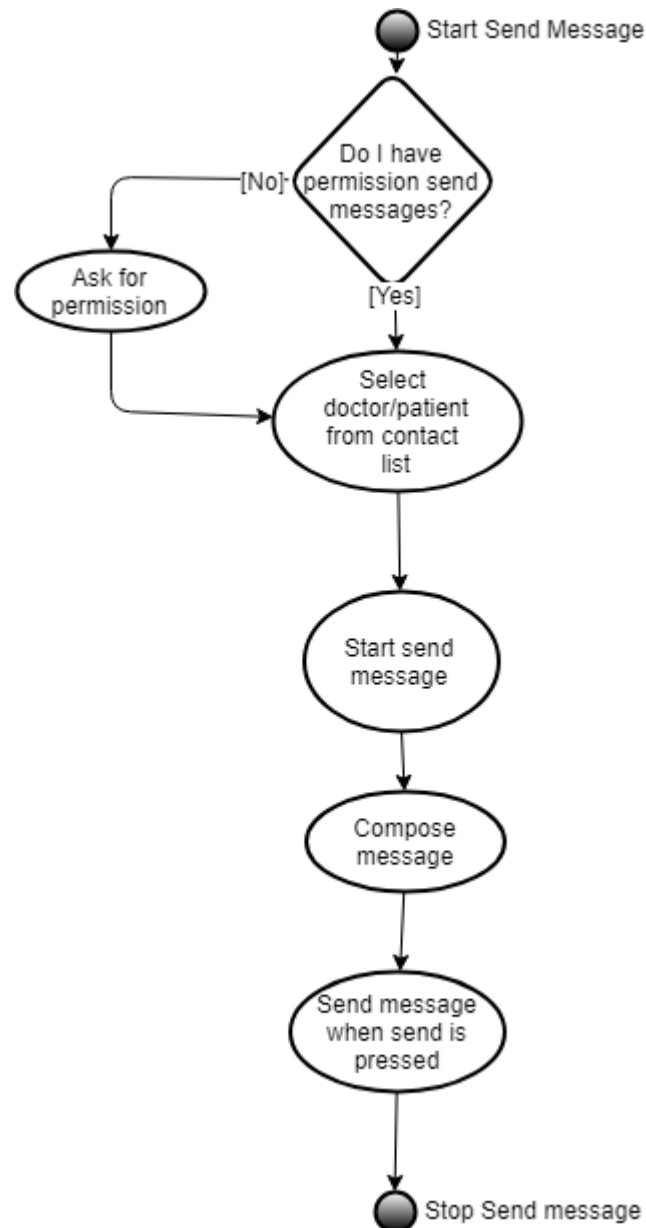 Start Send Message
Do I have
permission send
messages?
[No]
Ask for
permission
[Yes]
Select
doctor/patient
from contact
list
Start send
message
Compose
message
Send message
when send is
pressed
Stop Send message